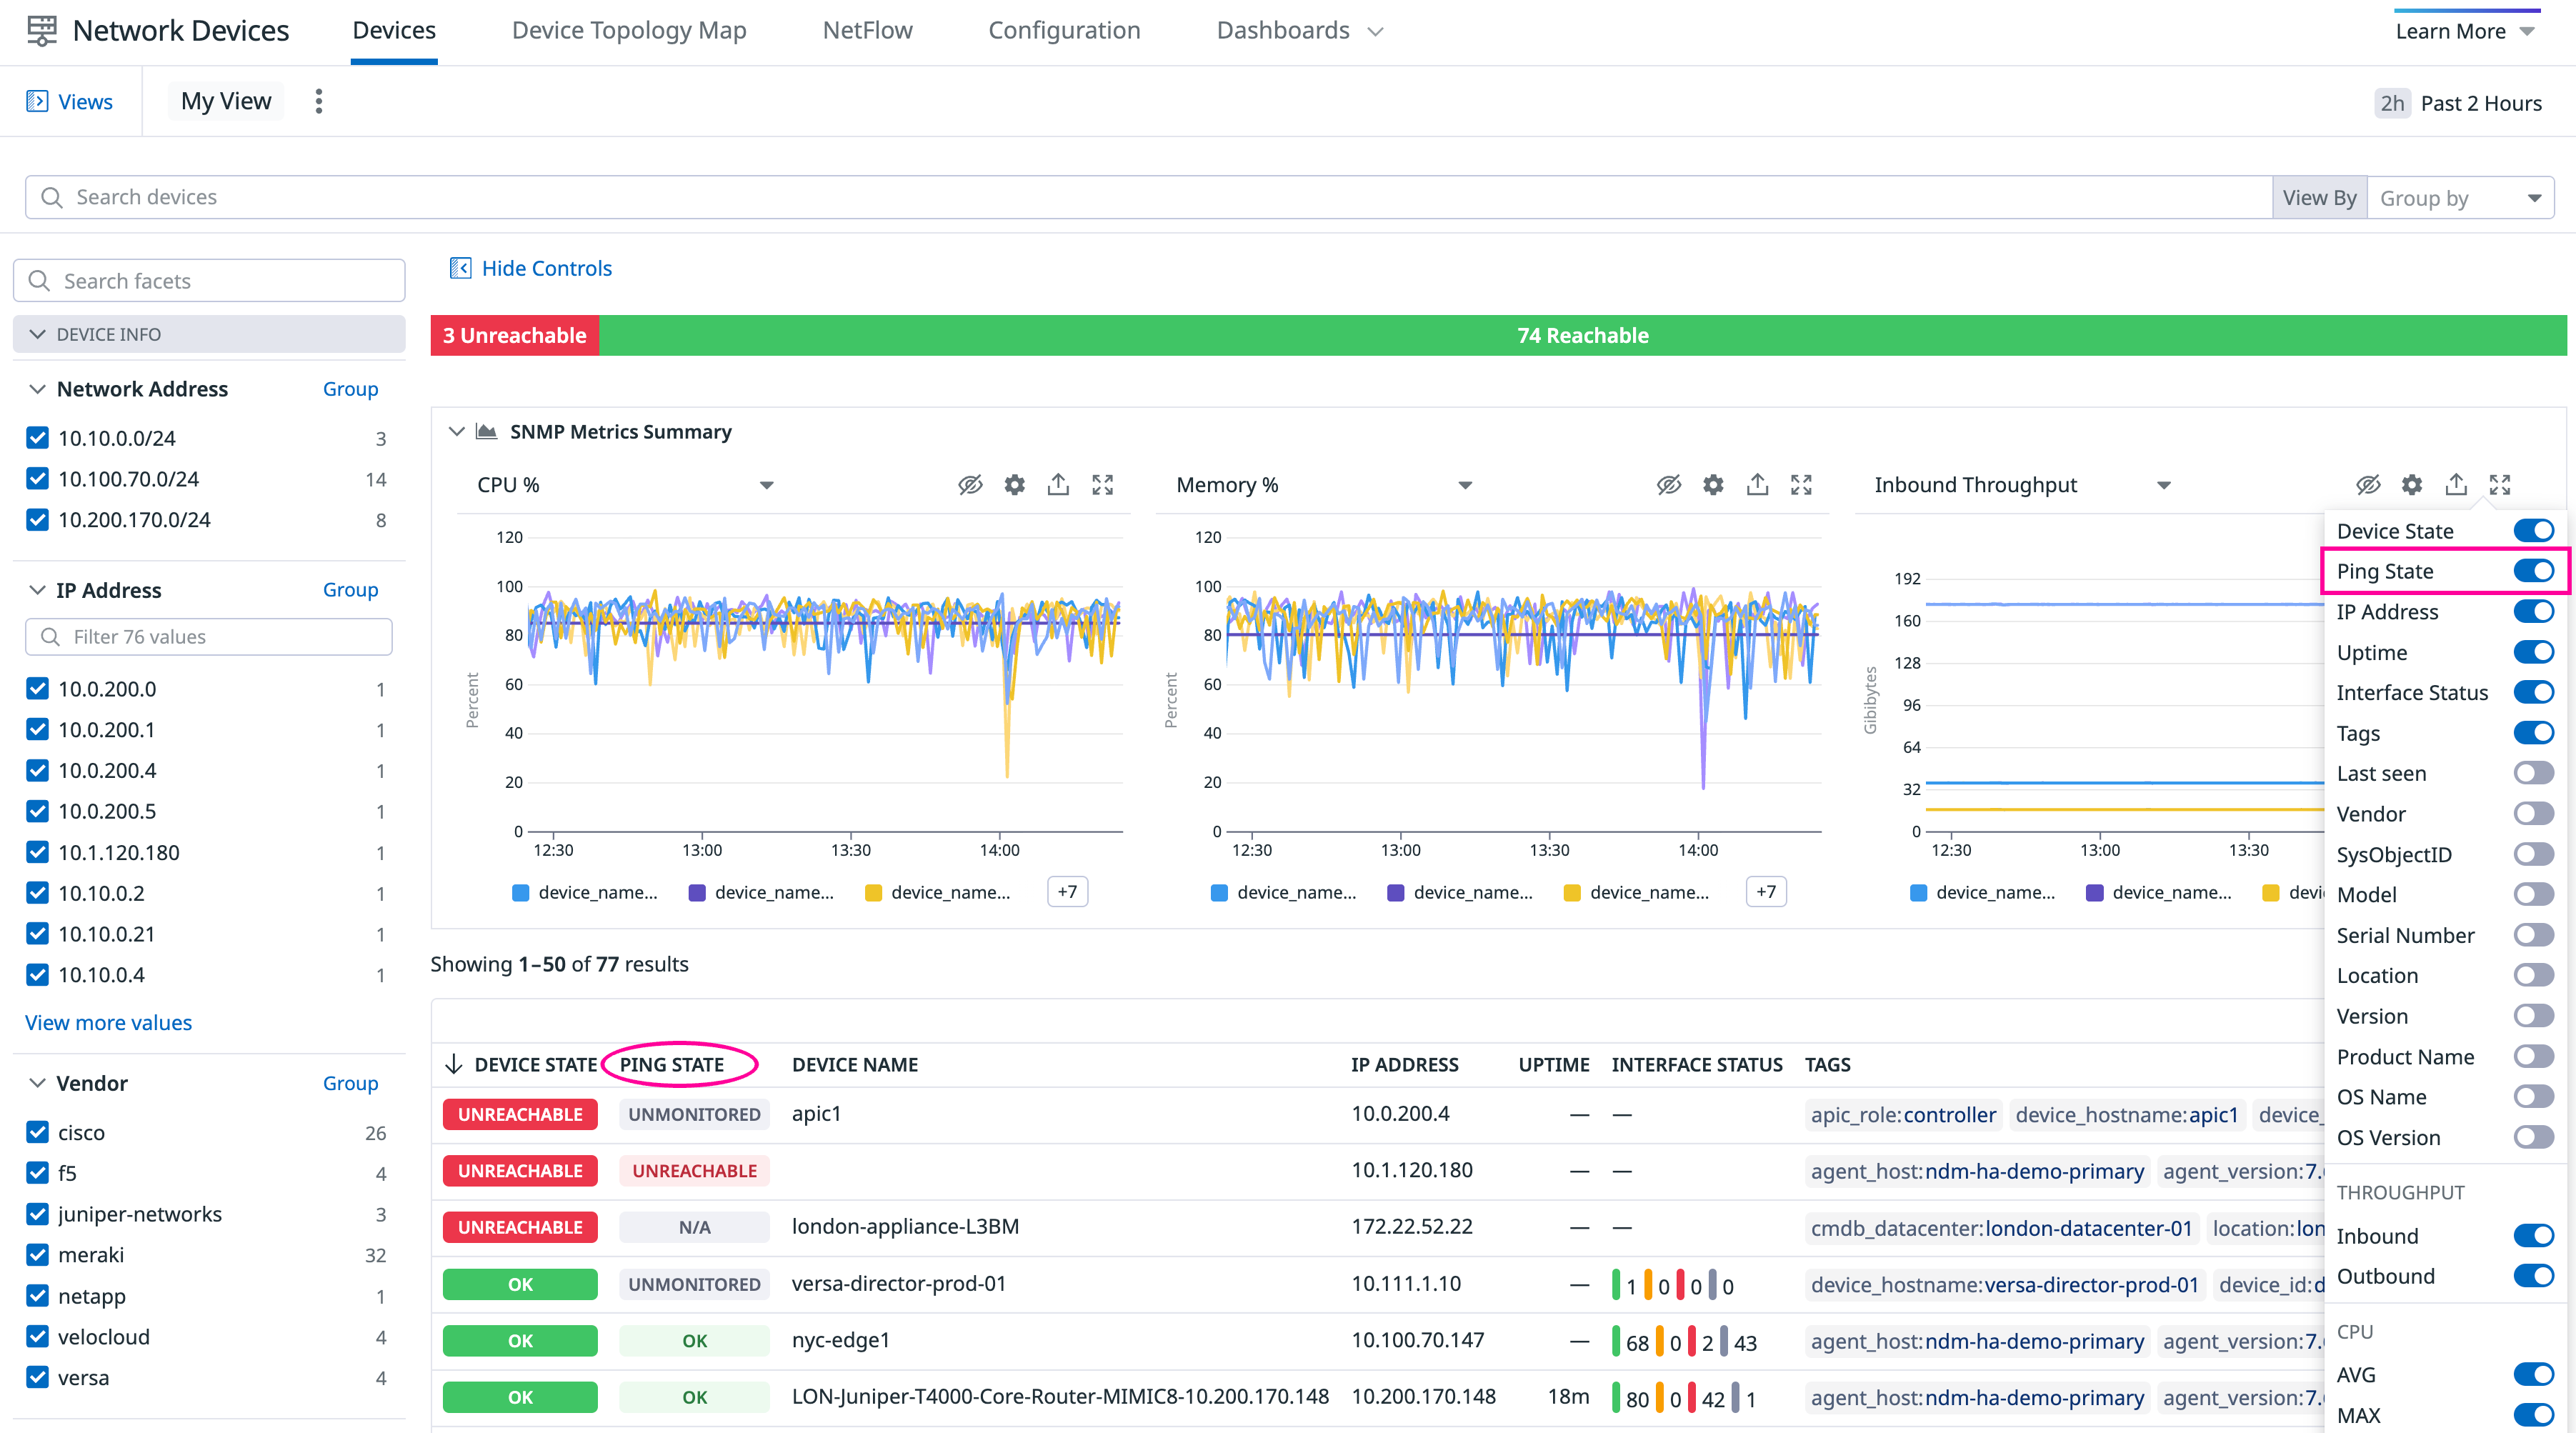 Network Devices
Devices
Device Topology Map
NetFlow
Configuration
Dashboards
Learn More
Views
My View
2h Past 2 Hours
Search devices
View By
Group by
Search facets
DEVICE INFO
Network Address Group
10.10.0.0/24 3
10.100.70.0/24 14
10.200.170.0/24 8
IP Address Group
Filter 76 values
10.0.200.0 1
10.0.200.1 1
10.0.200.4 1
10.0.200.5 1
10.1.120.180 1
10.10.0.2 1
10.10.0.21 1
10.10.0.4 1
View more values
Vendor Group
cisco 26
f5 4
juniper-networks 3
meraki 32
netapp 1
velocloud 4
versa 4
Hide Controls
3 Unreachable
74 Reachable
SNMP Metrics Summary
CPU %
Percent
120
100
80
60
40
20
0
12:30 13:00 13:30 14:00
device_name... device_name... device_name... +7
Memory %
Percent
120
100
80
60
40
20
0
12:30 13:00 13:30 14:00
device_name... device_name... device_name... +7
Inbound Throughput
Gibibytes
192
160
128
96
64
32
0
12:30 13:00 13:30
device_name... device_name... devi
Showing 1–50 of 77 results
DEVICE STATE PING STATE DEVICE NAME IP ADDRESS UPTIME INTERFACE STATUS TAGS
UNREACHABLE UNMONITORED apic1 10.0.200.4 — — apic_role:controller device_hostname:apic1 device_
UNREACHABLE UNREACHABLE 10.1.120.180 — — agent_host:ndm-ha-demo-primary agent_version:7.
UNREACHABLE N/A london-appliance-L3BM 172.22.52.22 — — cmdb_datacenter:london-datacenter-01 location:lon
OK UNMONITORED versa-director-prod-01 10.111.1.10 — 1 0 0 0 device_hostname:versa-director-prod-01 device_id:d
OK OK nyc-edge1 10.100.70.147 — 68 0 2 43 agent_host:ndm-ha-demo-primary agent_version:7.
OK OK LON-Juniper-T4000-Core-Router-MIMIC8-10.200.170.148 10.200.170.148 18m 80 0 42 1 agent_host:ndm-ha-demo-primary agent_version:7.
Device State
Ping State
IP Address
Uptime
Interface Status
Tags
Last seen
Vendor
SysObjectID
Model
Serial Number
Location
Version
Product Name
OS Name
OS Version
THROUGHPUT
Inbound
Outbound
CPU
AVG
MAX